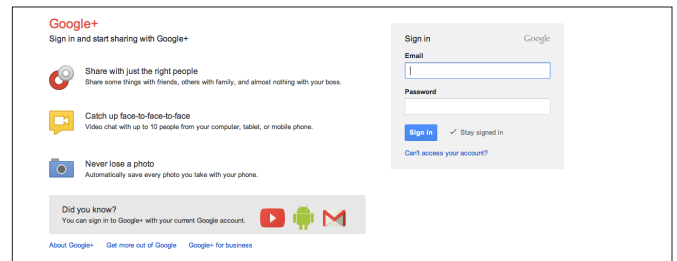 Google+
Sign in and start sharing with Google+
Share with just the right people
Share some things with friends, others with family, and almost nothing with your boss.
Catch up face-to-face-to-face
Video chat with up to 10 people from your computer, tablet, or mobile phone.
Never lose a photo
Automatically save every photo you take with your phone.
Did you know?
You can sign in to Google+ with your current Google account.
About Google+ Get more out of Google Google+ for business
Sign in Google
Email
Password
Sign in Stay signed in
Can't access your account?